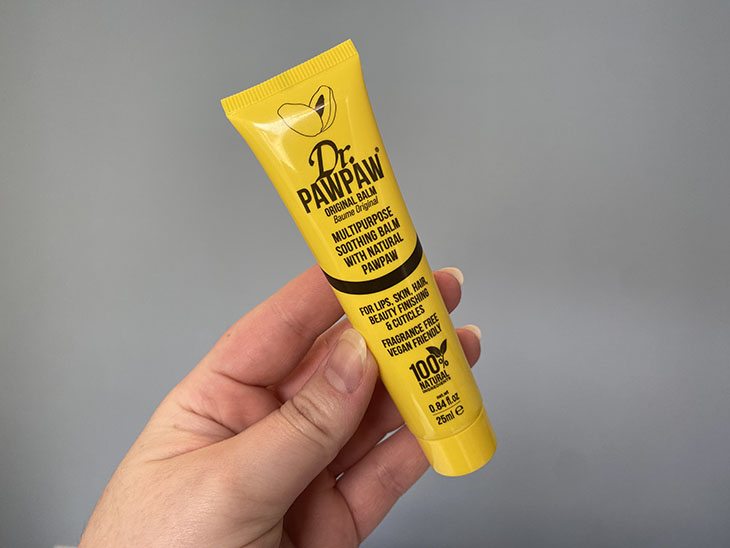 Dr.
PAWPAW®
ORIGINAL BALM
Baume Original
MULTIPURPOSE
SOOTHING BALM
WITH NATURAL
PAWPAW
FOR LIPS, SKIN, HAIR,
BEAUTY FINISHING
& CUTICLES
FRAGRANCE FREE
VEGAN FRIENDLY
100%
NATURAL
INGREDIENTS
0.84 fl.oz
25ml ℮